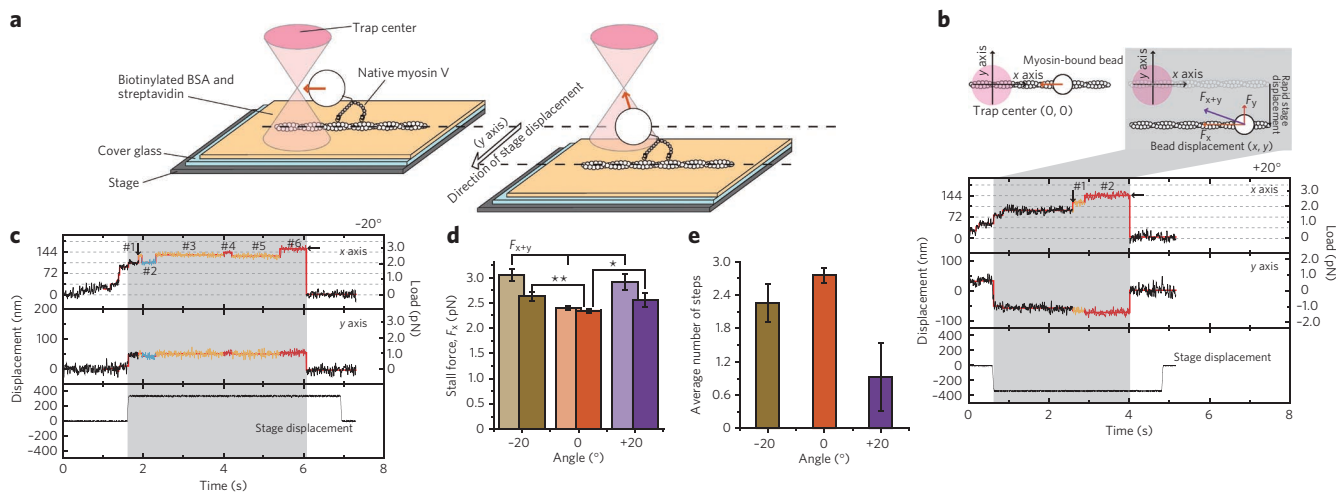 a
Trap center
Biotinylated BSA and
streptavidin
Native myosin V
Cover glass
Stage
(y axis)
Direction of stage displacement
b
y axis
x axis
Myosin-bound bead
Trap center (0, 0)
y axis
x axis
Rapid stage
displacement
Fx+y
Fy
Fx
Bead displacement (x, y)
+20°
#1
#2
x axis
144
72
0
3.0
2.0
1.0
0
100
0
–100
y axis
2.0
1.0
0
–1.0
–2.0
Displacement (nm)
Load (pN)
400
200
0
–200
–400
Stage displacement
0
2
4
6
8
Time (s)
c
–20°
#1
#2
#3
#4
#5
#6
x axis
144
72
0
3.0
2.0
1.0
0
200
100
0
y axis
3.0
2.0
1.0
0
Displacement (nm)
Load (pN)
400
200
0
–200
–400
Stage displacement
0
2
4
6
8
Time (s)
d
Fx+y
**
*
3.5
3.0
2.5
2.0
1.5
1.0
0.5
0
Stall force, Fx (pN)
–20
0
+20
Angle (°)
e
3.0
2.4
1.8
1.2
0.6
0
Average number of steps
–20
0
+20
Angle (°)